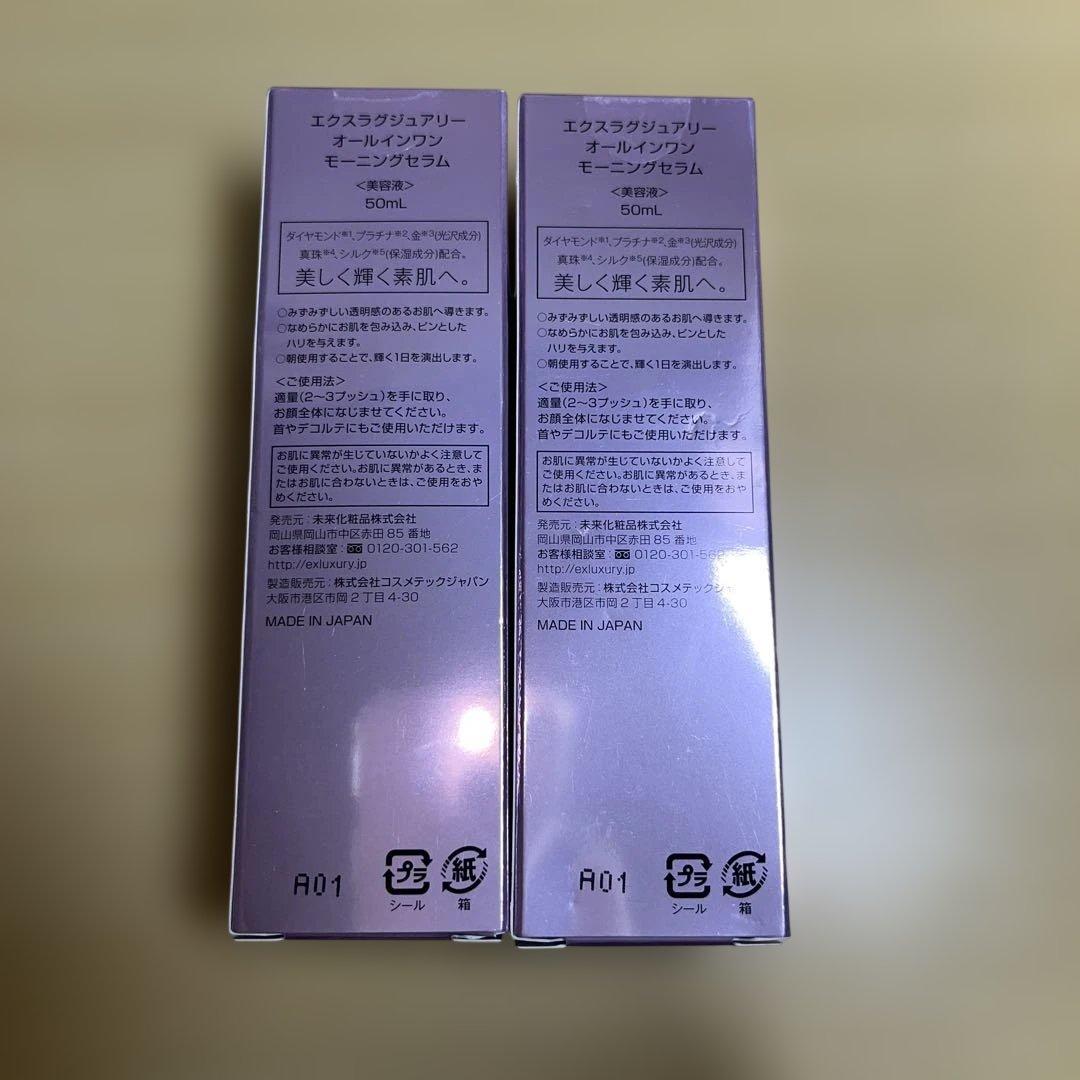 エクスラグジュアリー
オールインワン
モーニングセラム
<美容液>
50mL
ダイヤモンド※1、プラチナ※2、金※3(光沢成分)
真珠※4、シルク※5(保湿成分)配合。
美しく輝く素肌へ。
○みずみずしい透明感のあるお肌へ導きます。
○なめらかにお肌を包み込み、ピンとした
ハリを与えます。
○朝使用することで、輝く1日を演出します。
<ご使用法>
適量(2〜3プッシュ)を手に取り、
お顔全体になじませてください。
首やデコルテにもご使用いただけます。
お肌に異常が生じていないかよく注意して
ご使用ください。お肌に異常があるとき、ま
たはお肌に合わないときは、ご使用をおや
めください。
発売元:未来化粧品株式会社
岡山県岡山市中区赤田 85 番地
お客様相談室: 0120-301-562
http://exluxury.jp
製造販売元:株式会社コスメテックジャパン
大阪市港区市岡 2 丁目 4-30
MADE IN JAPAN
A01
プラ
シール
紙
箱
エクスラグジュアリー
オールインワン
モーニングセラム
<美容液>
50mL
ダイヤモンド※1、プラチナ※2、金※3(光沢成分)
真珠※4、シルク※5(保湿成分)配合。
美しく輝く素肌へ。
○みずみずしい透明感のあるお肌へ導きます。
○なめらかにお肌を包み込み、ピンとした
ハリを与えます。
○朝使用することで、輝く1日を演出します。
<ご使用法>
適量(2〜3プッシュ)を手に取り、
お顔全体になじませてください。
首やデコルテにもご使用いただけます。
お肌に異常が生じていないかよく注意して
ご使用ください。お肌に異常があるとき、ま
たはお肌に合わないときは、ご使用をおや
めください。
発売元:未来化粧品株式会社
岡山県岡山市中区赤田 85 番地
お客様相談室: 0120-301-562
http://exluxury.jp
製造販売元:株式会社コスメテックジャ
大阪市港区市岡 2 丁目 4-30
MADE IN JAPAN
A01
プラ
シール
紙
箱